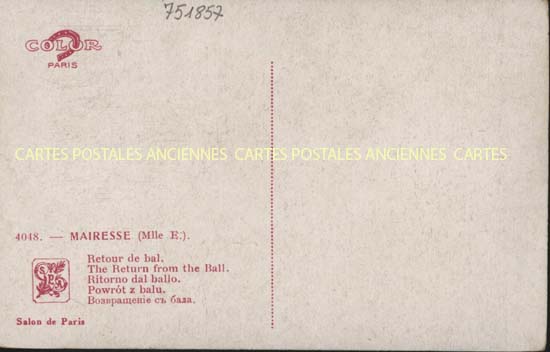 751857
COLOR
PARIS
CARTES POSTALES ANCIENNES CARTES POSTALES ANCIENNES CARTES
4048. — MAIRESSE (Mlle E.).
Retour de bal.
The Return from the Ball.
Ritorno dal ballo.
Powrót z balu.
Возвращеніе съ бала.
S.P.
Salon de Paris